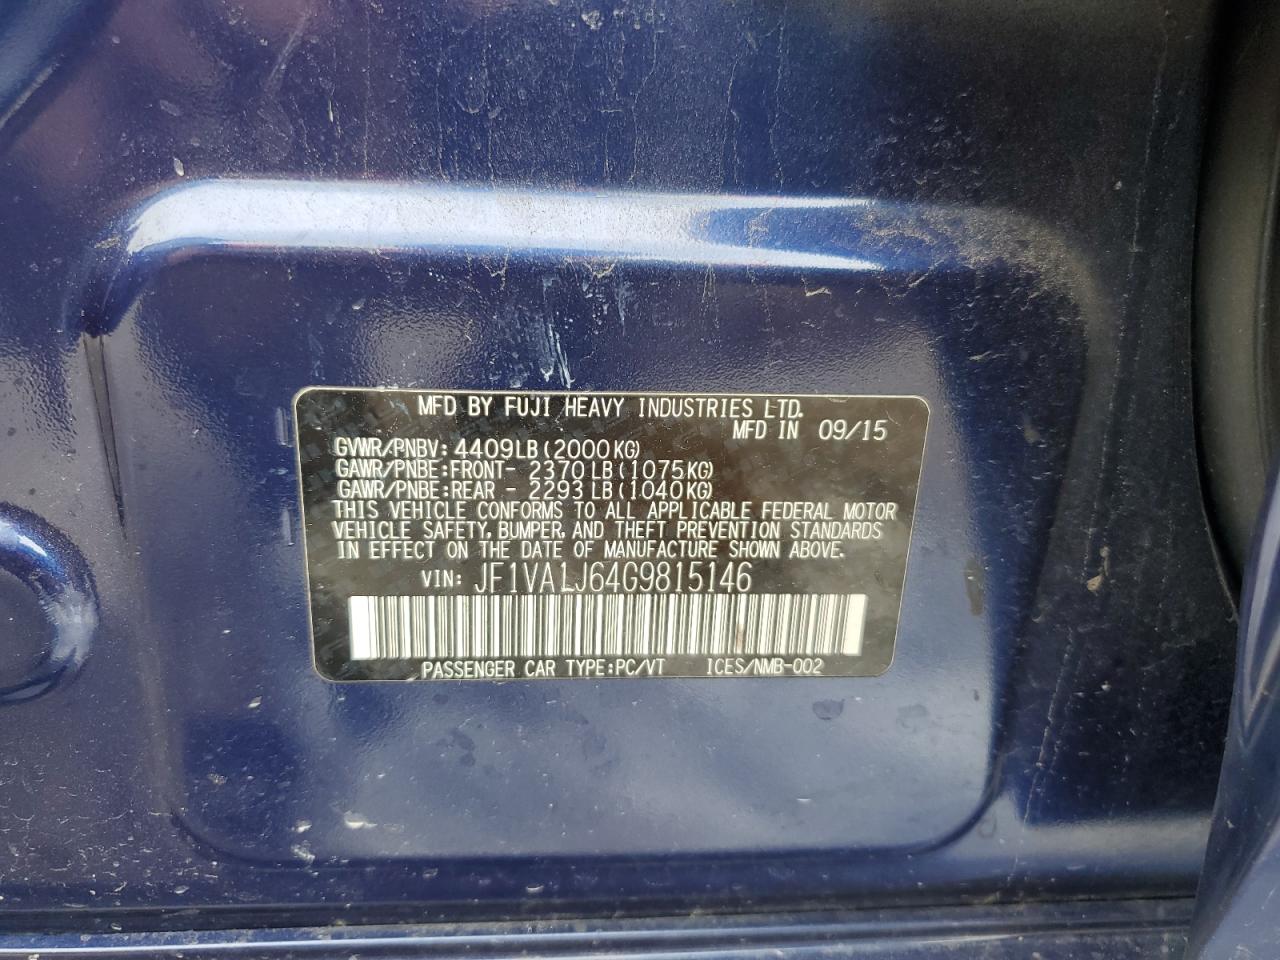 MFD BY FUJI HEAVY INDUSTRIES LTD.
MFD IN 09/15
GVWR/PNBV: 4409LB(2000KG)
GAWR/PNBE:FRONT- 2370LB(1075KG)
GAWR/PNBE:REAR - 2293LB(1040KG)
THIS VEHICLE CONFORMS TO ALL APPLICABLE FEDERAL MOTOR
VEHICLE SAFETY, BUMPER, AND THEFT PREVENTION STANDARDS
IN EFFECT ON THE DATE OF MANUFACTURE SHOWN ABOVE.
VIN: JF1VA1J64G9815146
PASSENGER CAR TYPE:PC/VT ICES/NMB-002